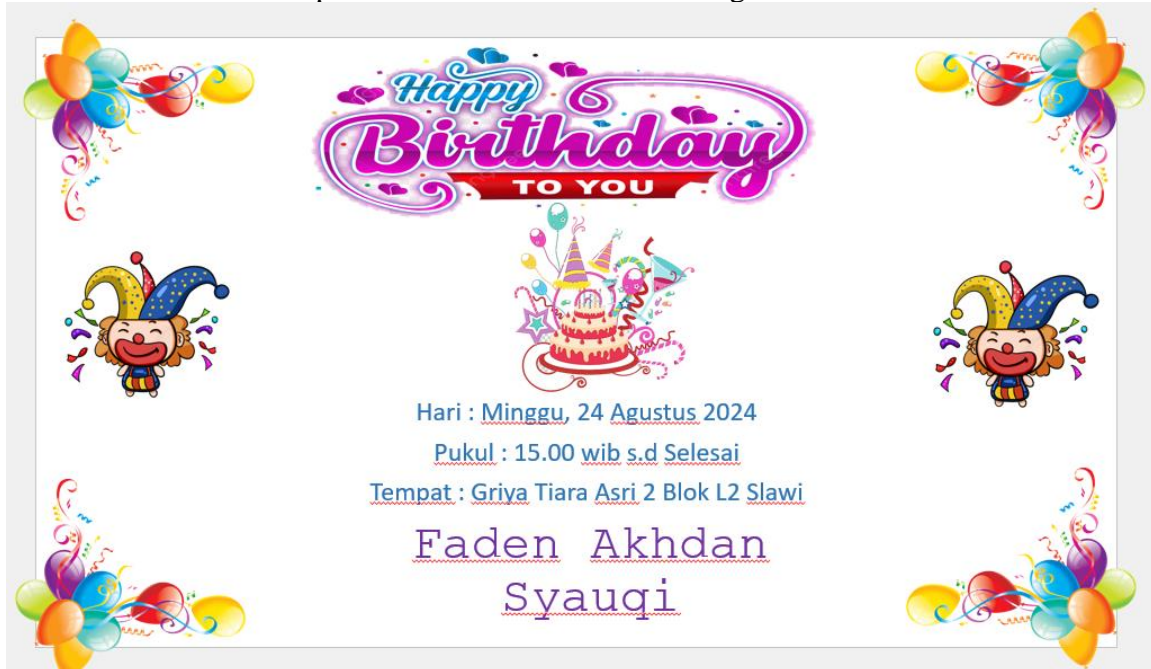 Happy
Birthday
TO YOU
Hari : Minggu, 24 Agustus 2024
Pukul : 15.00 wib s.d Selesai
Tempat : Griya Tiara Asri 2 Blok L2 Slawi
Faden Akhdan
Syauqi